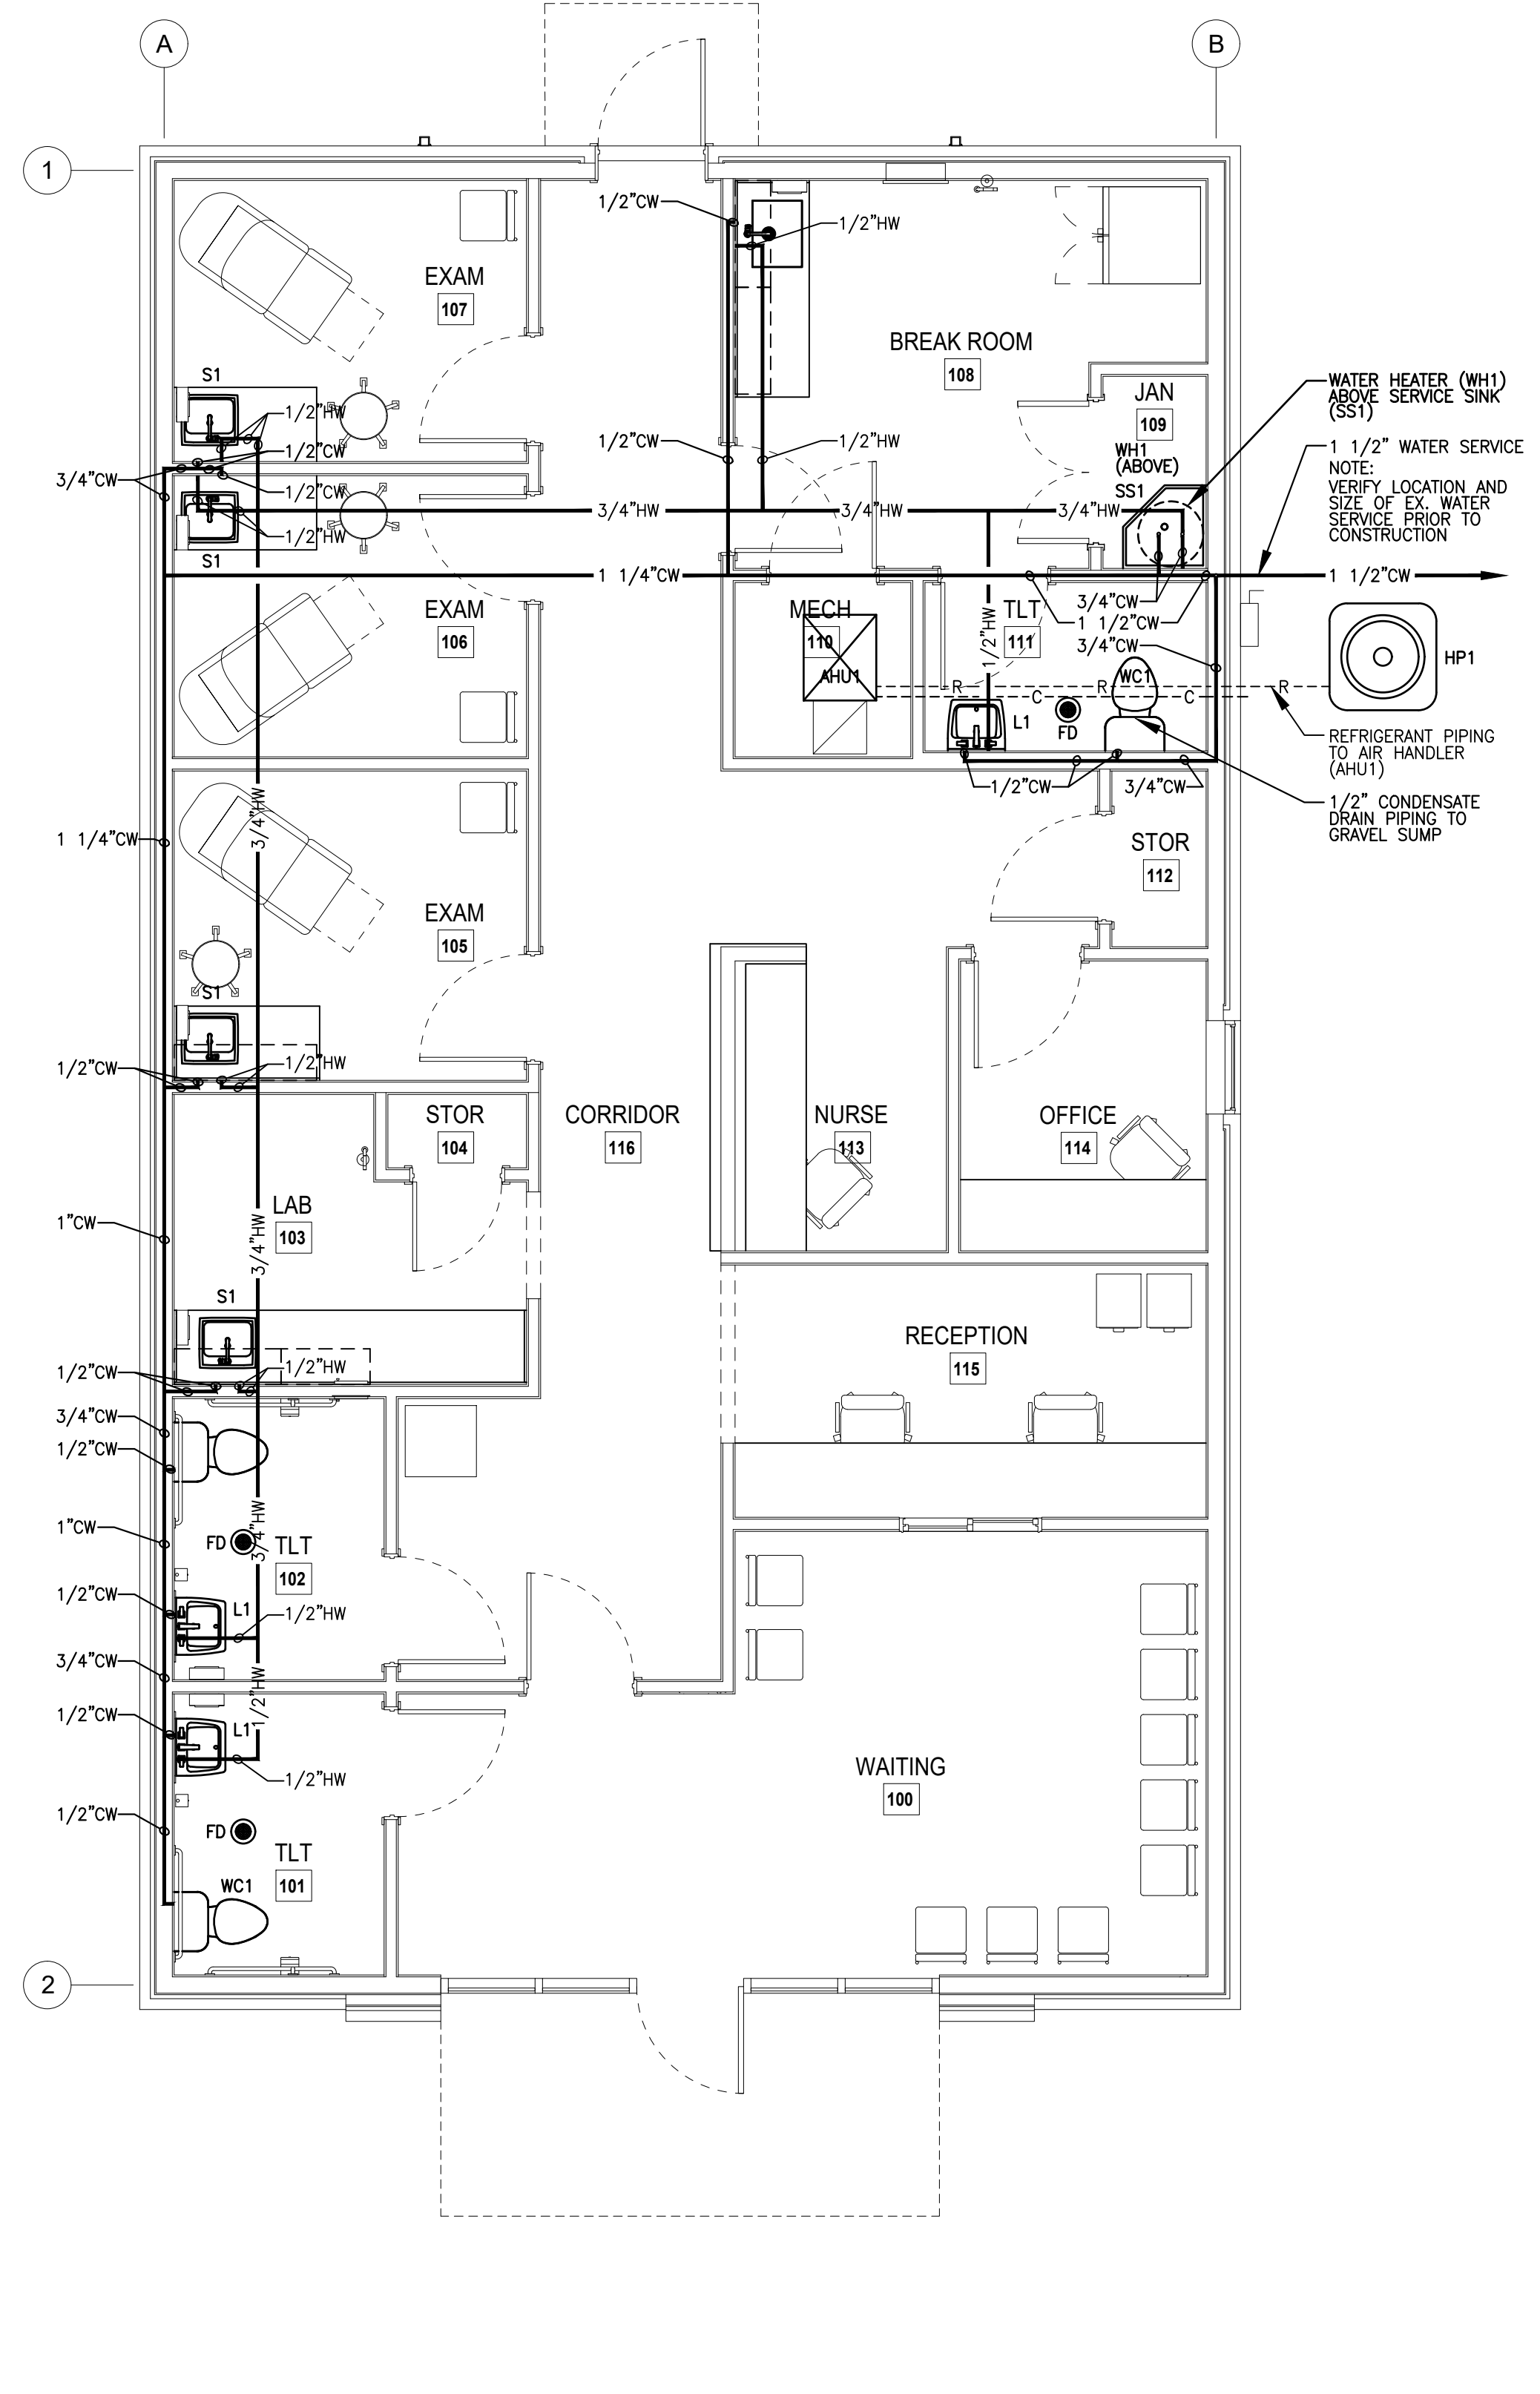 A
B
1
1/2"CW
1/2"HW
EXAM
107
BREAK ROOM
108
S1
1/2"HW
1/2"CW
3/4"CW
1/2"CW
1/2"HW
S1
1/2"CW
1/2"HW
JAN
109
WH1
(ABOVE)
SS1
WATER HEATER (WH1)
ABOVE SERVICE SINK
(SS1)
1 1/2" WATER SERVICE
NOTE:
VERIFY LOCATION AND
SIZE OF EX. WATER
SERVICE PRIOR TO
CONSTRUCTION
3/4"HW
3/4"HW
3/4"HW
1 1/4"CW
1 1/2"CW
EXAM
106
MECH
110
AHU1
1/2"HW
TLT
111
3/4"CW
1 1/2"CW
3/4"CW
WC1
HP1
R
R
R
C
C
L1
FD
REFRIGERANT PIPING
TO AIR HANDLER
(AHU1)
1/2"CW
3/4"CW
1/2" CONDENSATE
DRAIN PIPING TO
GRAVEL SUMP
3/4"HW
1 1/4"CW
STOR
112
EXAM
105
S1
1/2"CW
1/2"HW
STOR
104
CORRIDOR
116
NURSE
113
OFFICE
114
LAB
103
1"CW
3/4"HW
S1
RECEPTION
115
1/2"CW
1/2"HW
3/4"CW
1/2"CW
1"CW
3/4"HW
FD
TLT
102
1/2"CW
L1
1/2"HW
3/4"CW
1/2"HW
1/2"CW
L1
1/2"HW
WAITING
100
1/2"CW
FD
TLT
101
WC1
2